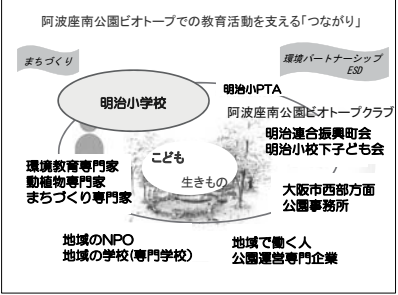 阿波座南公園ビオトープでの教育活動を支える「つながり」
まちづくり
環境パートナーシップ
ESD
明治小PTA
明治小学校
阿波座南公園ビオトープクラブ
明治連合振興町会
明治小校下子ども会
こども
生きもの
環境教育専門家
動植物専門家
まちづくり専門家
大阪市西部方面
公園事務所
地域のNPO
地域の学校(専門学校)
地域で働く人
公園運営専門企業